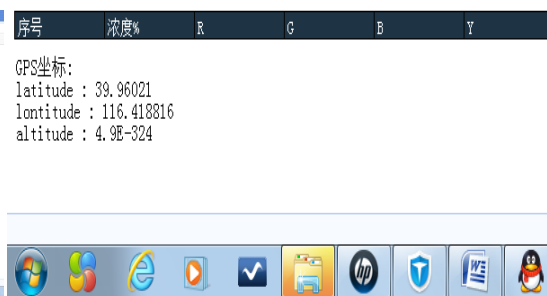 序号 浓度% R G B Y
GPS坐标:
latitude : 39.96021
lontitude : 116.418816
altitude : 4.9E-324